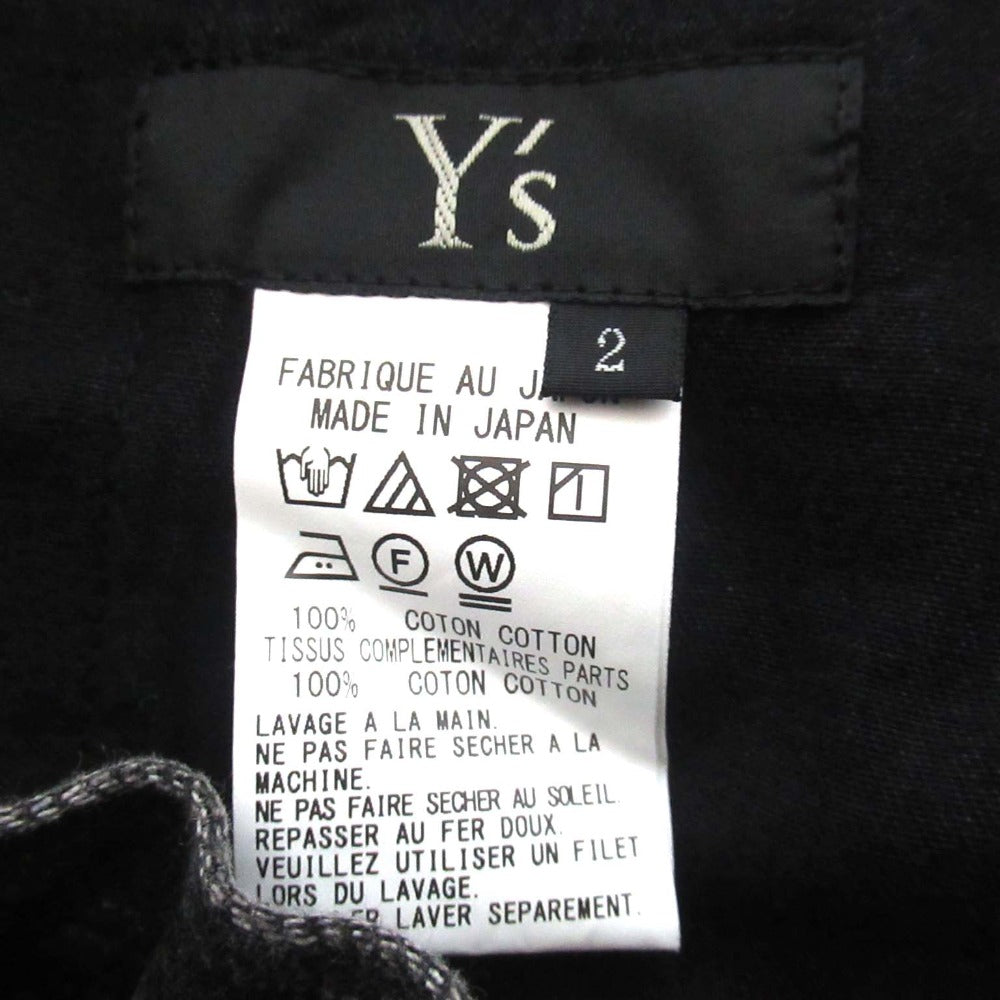 Y's
2
FABRIQUE AU
MADE IN JAPAN
F W
100% COTON COTTON
TISSUS COMPLEMENTAIRES PARTS
100% COTON COTTON
LAVAGE A LA MAIN.
NE PAS FAIRE SECHER A LA
MACHINE.
NE PAS FAIRE SECHER AU SOLEIL.
REPASSER AU FER DOUX.
VEUILLEZ UTILISER UN FILET
LORS DU LAVAGE.
LAVER SEPAREMENT.